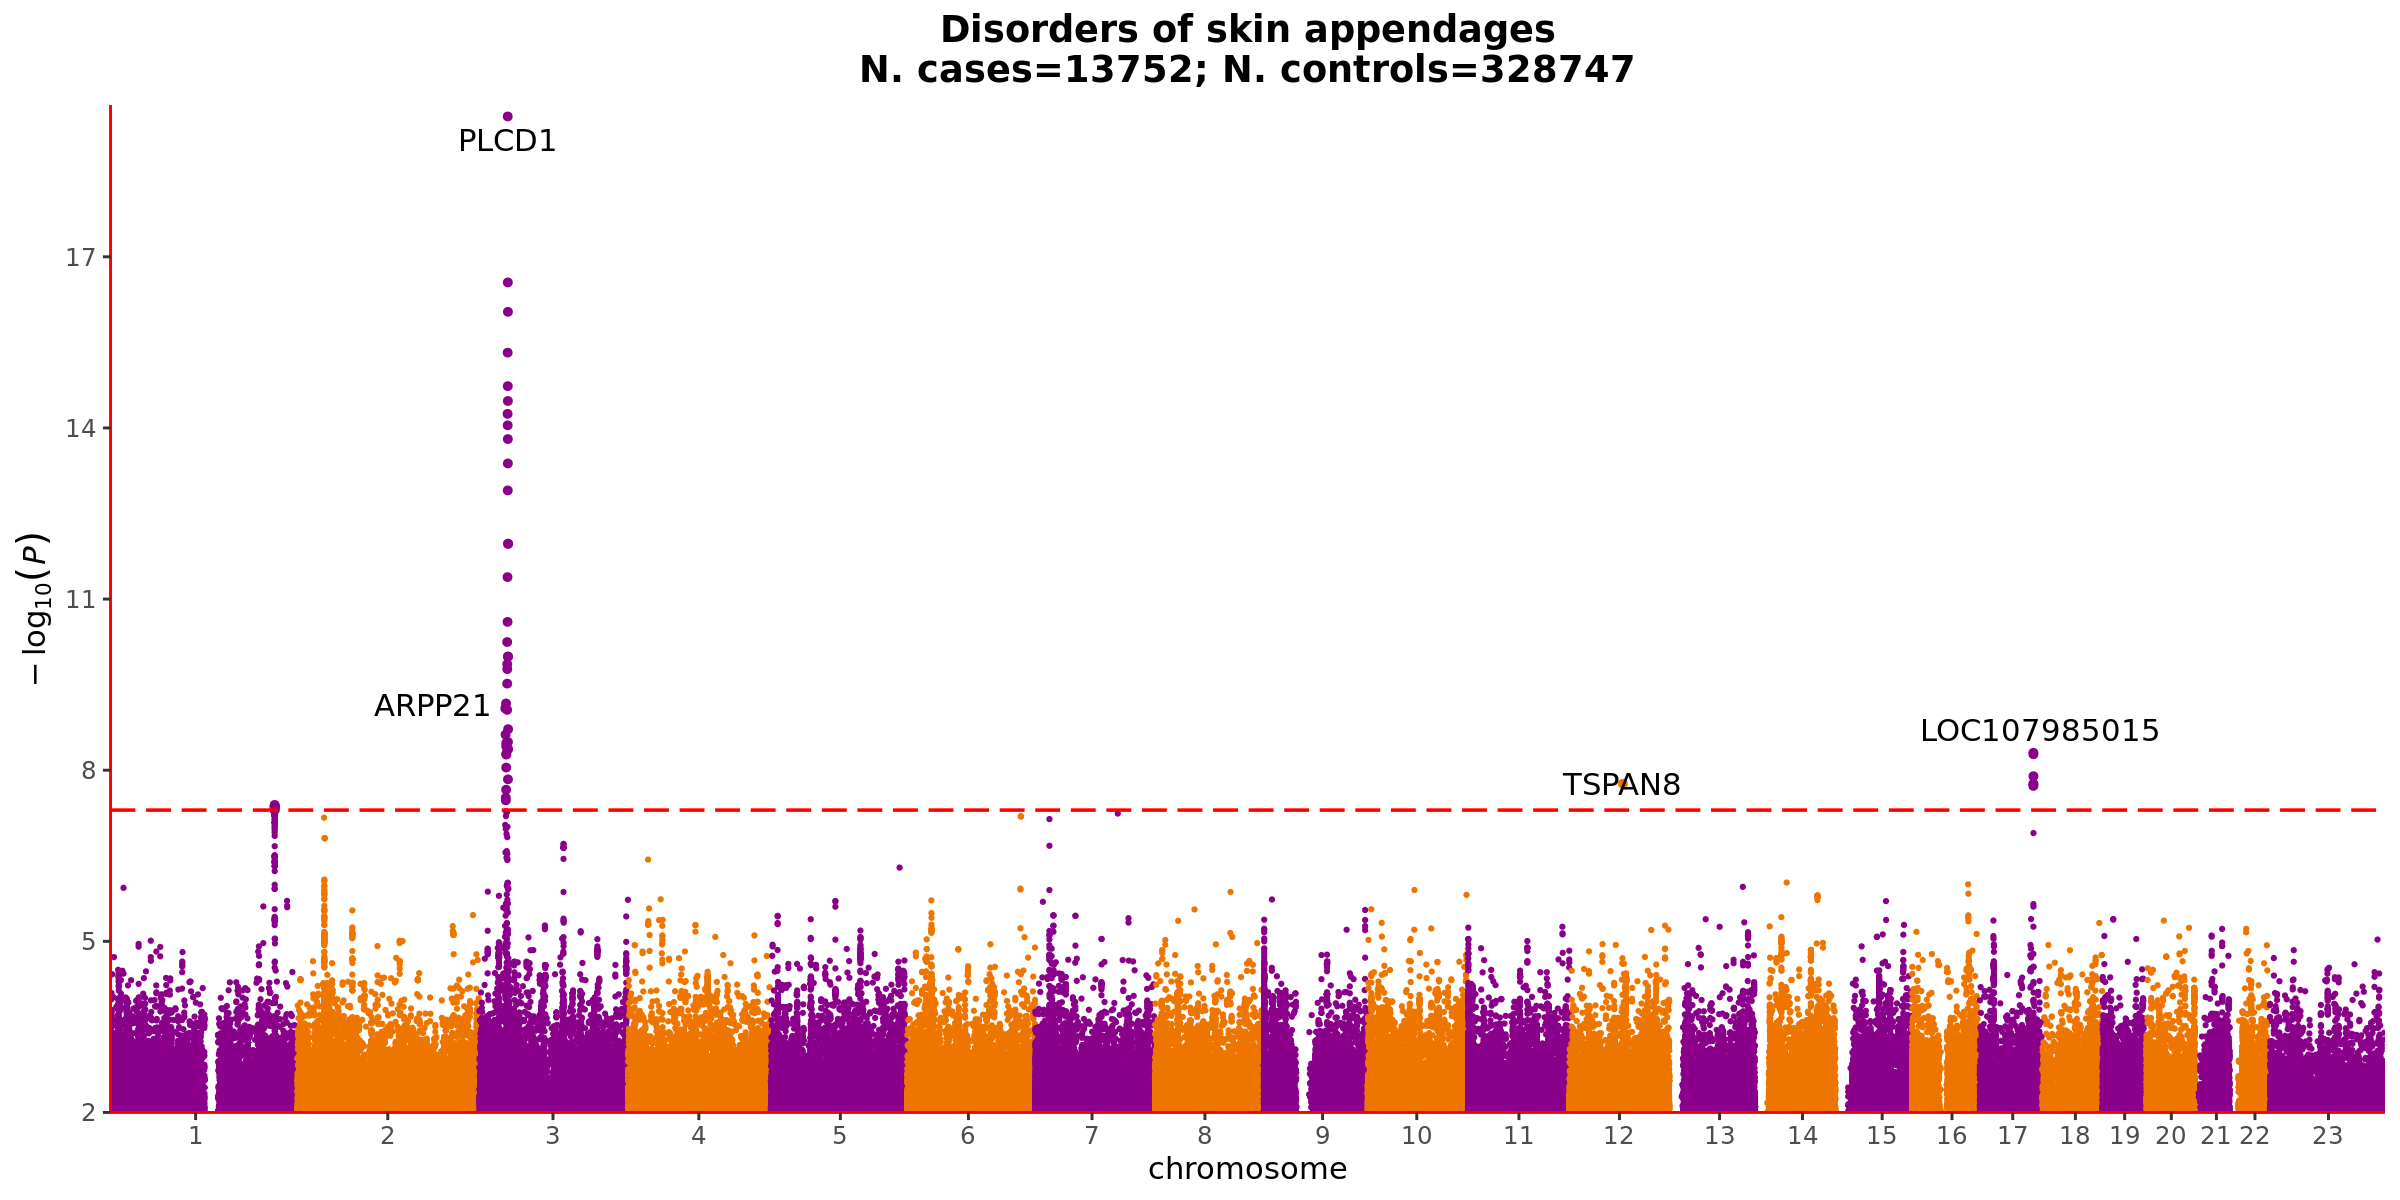 Disorders of skin appendages
N. cases=13752; N. controls=328747
PLCD1
17
14
−log10(P)
11
ARPP21
LOC107985015
8
TSPAN8
5
2
1 2 3 4 5 6 7 8 9 10 11 12 13 14 15 16 17 18 19 20 21 22 23
chromosome